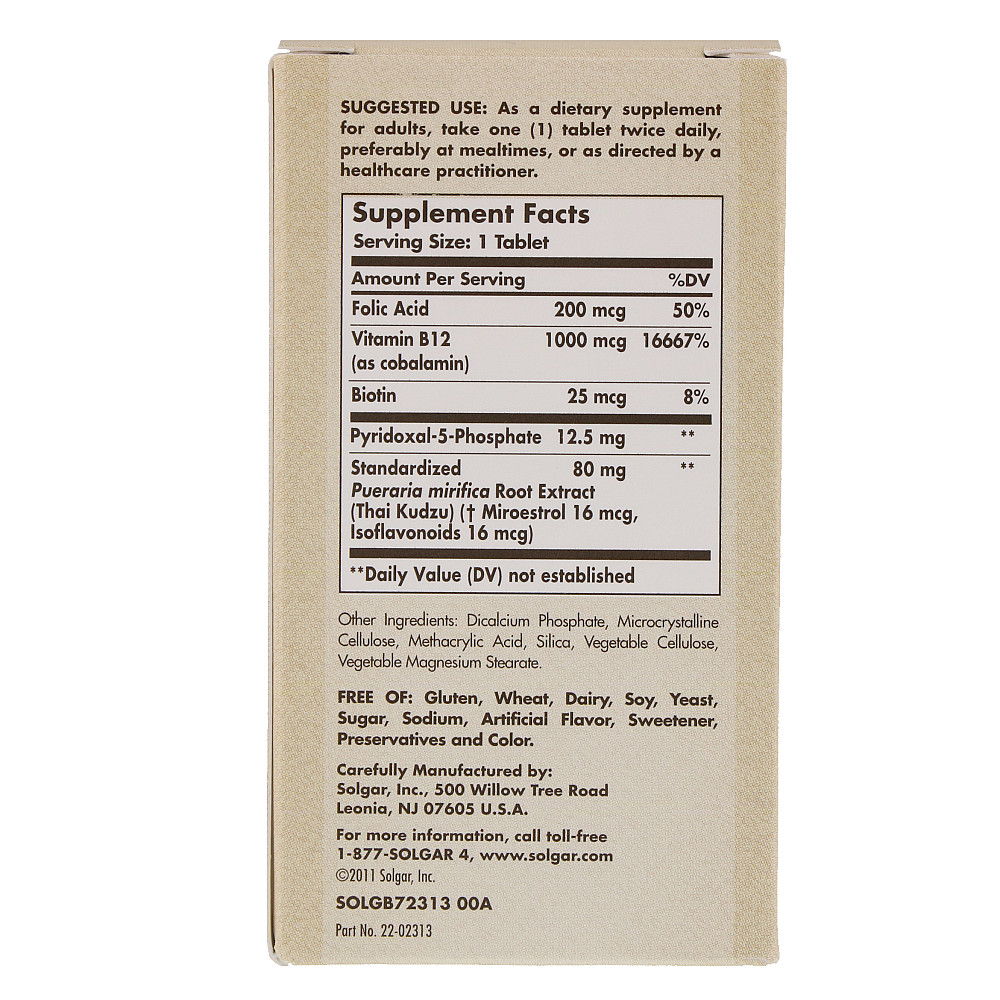 SUGGESTED USE: As a dietary supplement
for adults, take one (1) tablet twice daily,
preferably at mealtimes, or as directed by a
healthcare practitioner.
Supplement Facts
Serving Size: 1 Tablet
Amount Per Serving %DV
Folic Acid 200 mcg 50%
Vitamin B12 1000 mcg 16667%
(as cobalamin)
Biotin 25 mcg 8%
Pyridoxal-5-Phosphate 12.5 mg **
Standardized 80 mg **
Pueraria mirifica Root Extract
(Thai Kudzu) († Miroestrol 16 mcg,
Isoflavonoids 16 mcg)
**Daily Value (DV) not established
Other Ingredients: Dicalcium Phosphate, Microcrystalline
Cellulose, Methacrylic Acid, Silica, Vegetable Cellulose,
Vegetable Magnesium Stearate.
FREE OF: Gluten, Wheat, Dairy, Soy, Yeast,
Sugar, Sodium, Artificial Flavor, Sweetener,
Preservatives and Color.
Carefully Manufactured by:
Solgar, Inc., 500 Willow Tree Road
Leonia, NJ 07605 U.S.A.
For more information, call toll-free
1-877-SOLGAR 4, www.solgar.com
©2011 Solgar, Inc.
SOLGB72313 00A
Part No. 22-02313